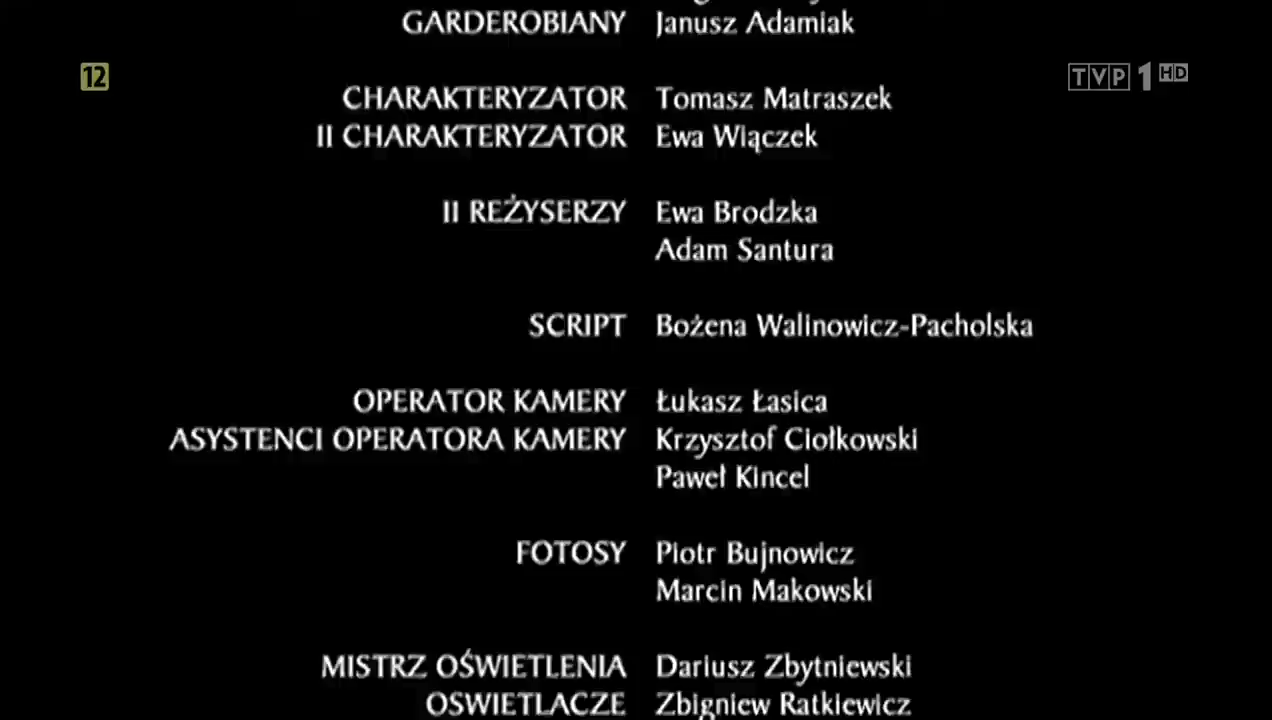 GARDEROBIANY Janusz Adamiak
12
TVP 1 HD
CHARAKTERYZATOR Tomasz Matraszek
II CHARAKTERYZATOR Ewa Wiączek
II REŻYSERZY Ewa Brodzka
Adam Santura
SCRIPT Bożena Walinowicz-Pacholska
OPERATOR KAMERY Łukasz Łasica
ASYSTENCI OPERATORA KAMERY Krzysztof Ciołkowski
Paweł Kincel
FOTOSY Piotr Bujnowicz
Marcin Makowski
MISTRZ OŚWIETLENIA Dariusz Zbytniewski
OSWIETLACZE Zbigniew Ratkiewicz